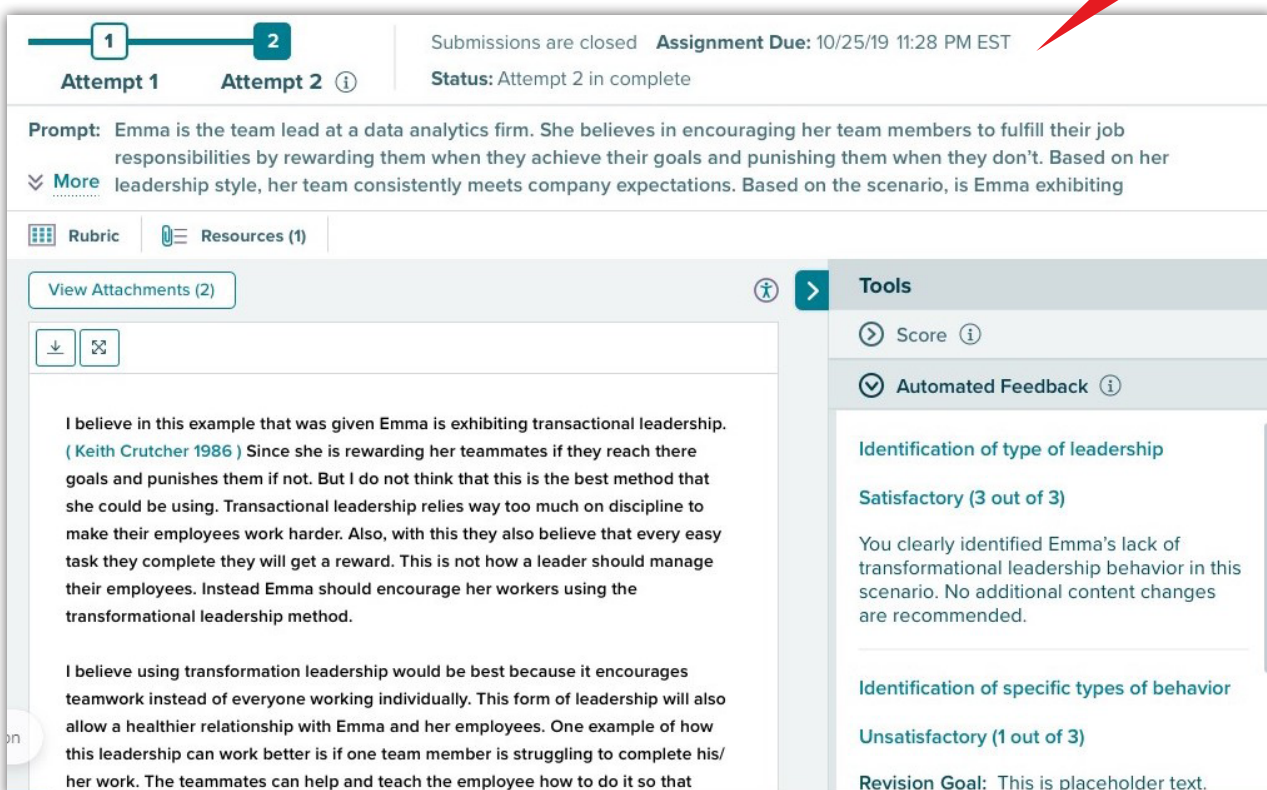 1
2
Attempt 1
Attempt 2
Submissions are closed Assignment Due: 10/25/19 11:28 PM EST
Status: Attempt 2 in complete
Prompt: Emma is the team lead at a data analytics firm. She believes in encouraging her team members to fulfill their job
responsibilities by rewarding them when they achieve their goals and punishing them when they don't. Based on her
More leadership style, her team consistently meets company expectations. Based on the scenario, is Emma exhibiting
Rubric
Resources (1)
View Attachments (2)
I believe in this example that was given Emma is exhibiting transactional leadership.
( Keith Crutcher 1986 ) Since she is rewarding her teammates if they reach there
goals and punishes them if not. But I do not think that this is the best method that
she could be using. Transactional leadership relies way too much on discipline to
make their employees work harder. Also, with this they also believe that every easy
task they complete they will get a reward. This is not how a leader should manage
their employees. Instead Emma should encourage her workers using the
transformational leadership method.
I believe using transformation leadership would be best because it encourages
teamwork instead of everyone working individually. This form of leadership will also
allow a healthier relationship with Emma and her employees. One example of how
this leadership can work better is if one team member is struggling to complete his/
her work. The teammates can help and teach the employee how to do it so that
on
Tools
Score
Automated Feedback
Identification of type of leadership
Satisfactory (3 out of 3)
You clearly identified Emma's lack of
transformational leadership behavior in this
scenario. No additional content changes
are recommended.
Identification of specific types of behavior
Unsatisfactory (1 out of 3)
Revision Goal: This is placeholder text.